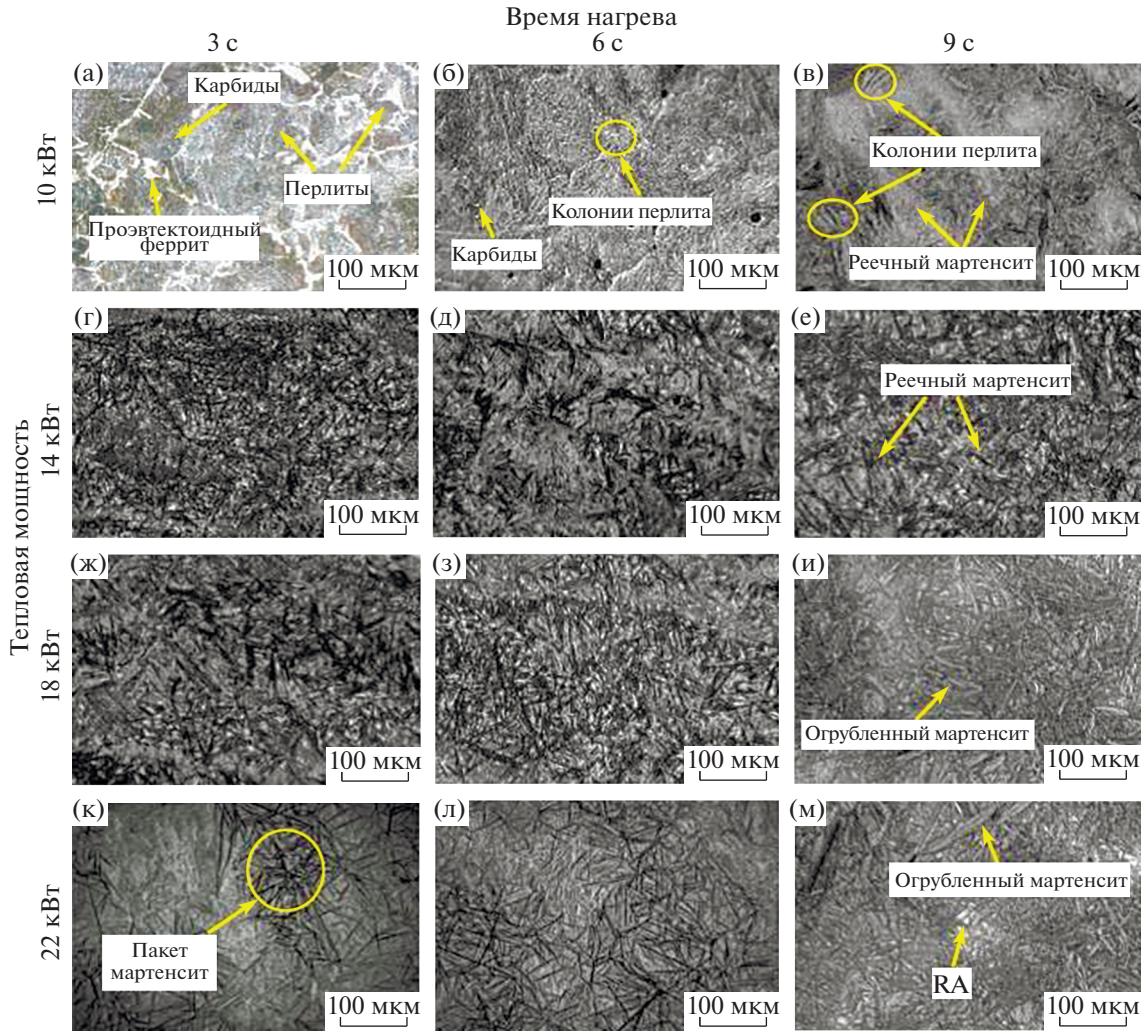 Время нагрева
3 с
6 с
9 с
Тепловая мощность
10 кВт
(а)
Карбиды
Перлиты
Проэвтектоидный
феррит
100 мкм
(б)
Колонии перлита
Карбиды
100 мкм
(в)
Колонии перлита
Реечный мартенсит
100 мкм
14 кВт
(г)
100 мкм
(д)
100 мкм
(е)
Реечный мартенсит
100 мкм
18 кВт
(ж)
100 мкм
(з)
100 мкм
(и)
Огрубленный мартенсит
100 мкм
22 кВт
(к)
Пакет
мартенсит
100 мкм
(л)
100 мкм
(м)
Огрубленный мартенсит
RA
100 мкм